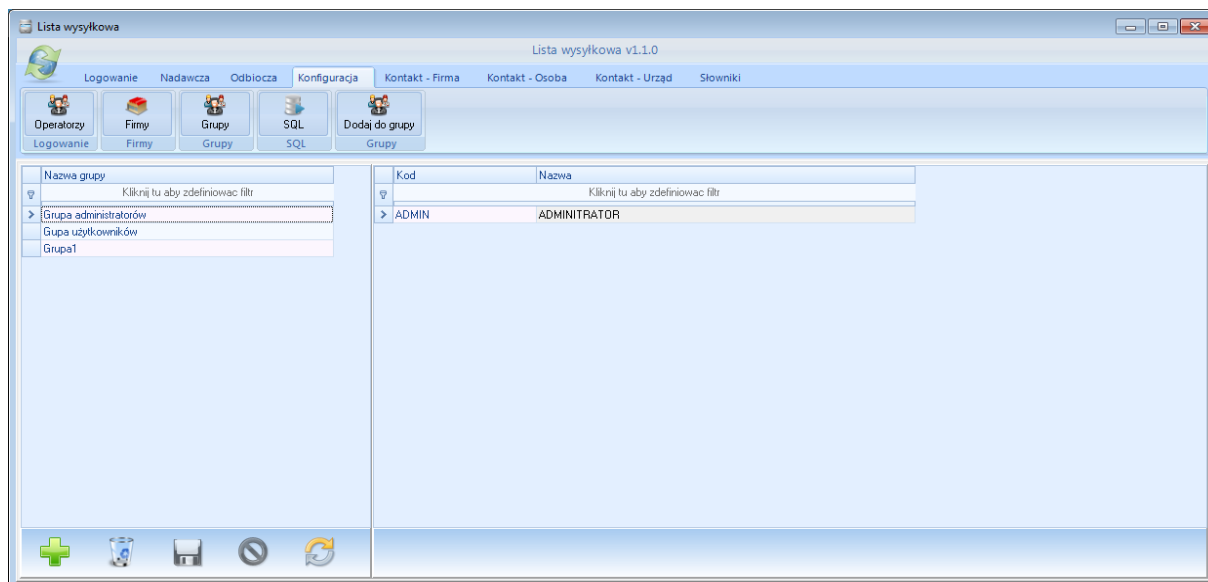 Lista wysyłkowa
Lista wysyłkowa v1.1.0
Logowanie Nadawcza Odbiocza Konfiguracja Kontakt - Firma Kontakt - Osoba Kontakt - Urząd Słowniki
Operatorzy Firmy Grupy SQL Dodaj do grupy
Logowanie Firmy Grupy SQL Grupy
Nazwa grupy Kod Nazwa
Kliknij tu aby zdefiniowac filtr Kliknij tu aby zdefiniowac filtr
Grupa administratorów ADMIN ADMINITRATOR
Gupa użytkowników
Grupa1